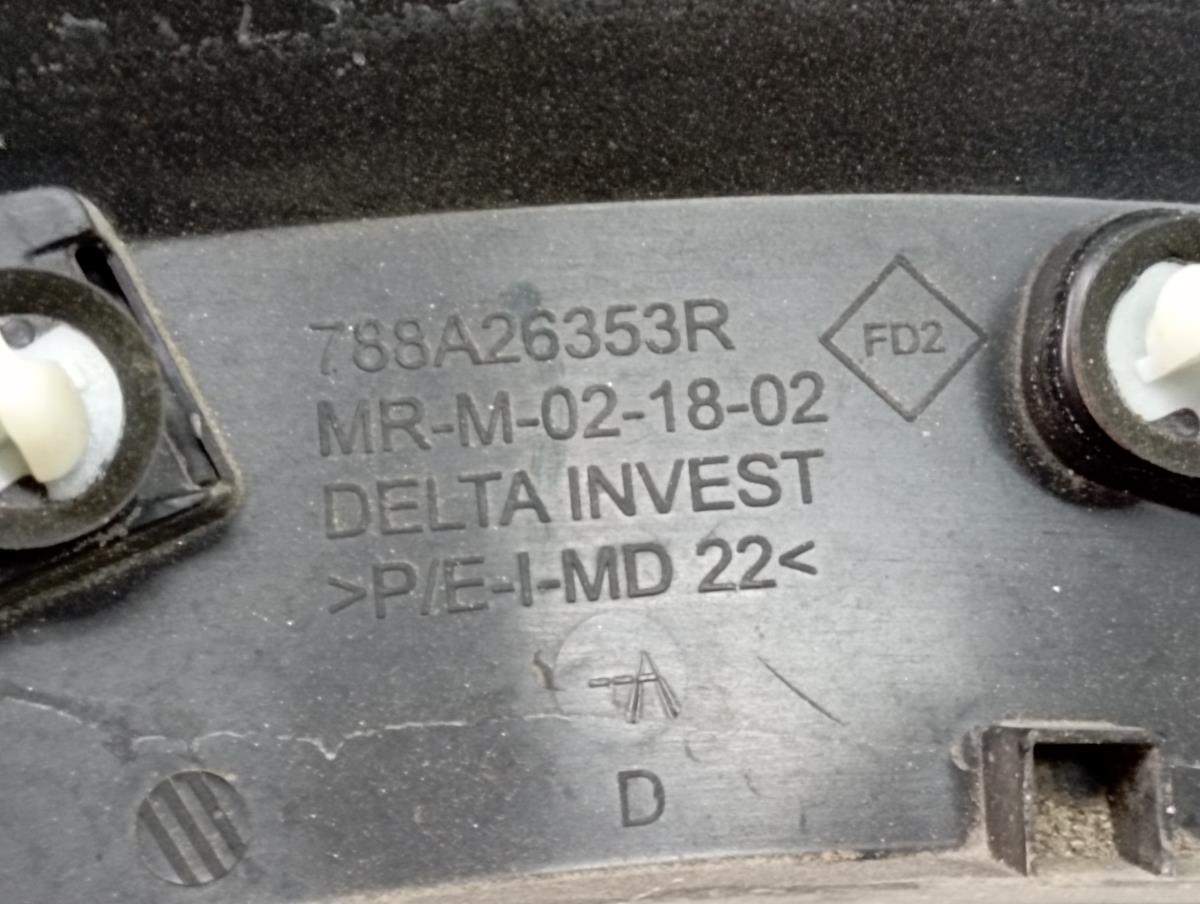 788A26353R
FD2
MR-M-02-18-02
DELTA INVEST
>P/E-I-MD 22<
D